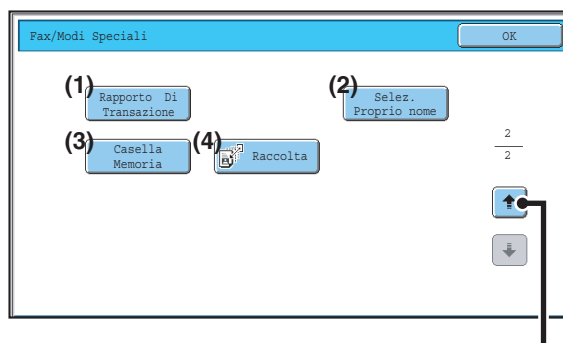 Fax/Modi Speciali
OK
(1)
Rapporto Di
Transazione
(2)
Selez.
Proprio nome
(3)
Casella
Memoria
(4)
Raccolta
2
2